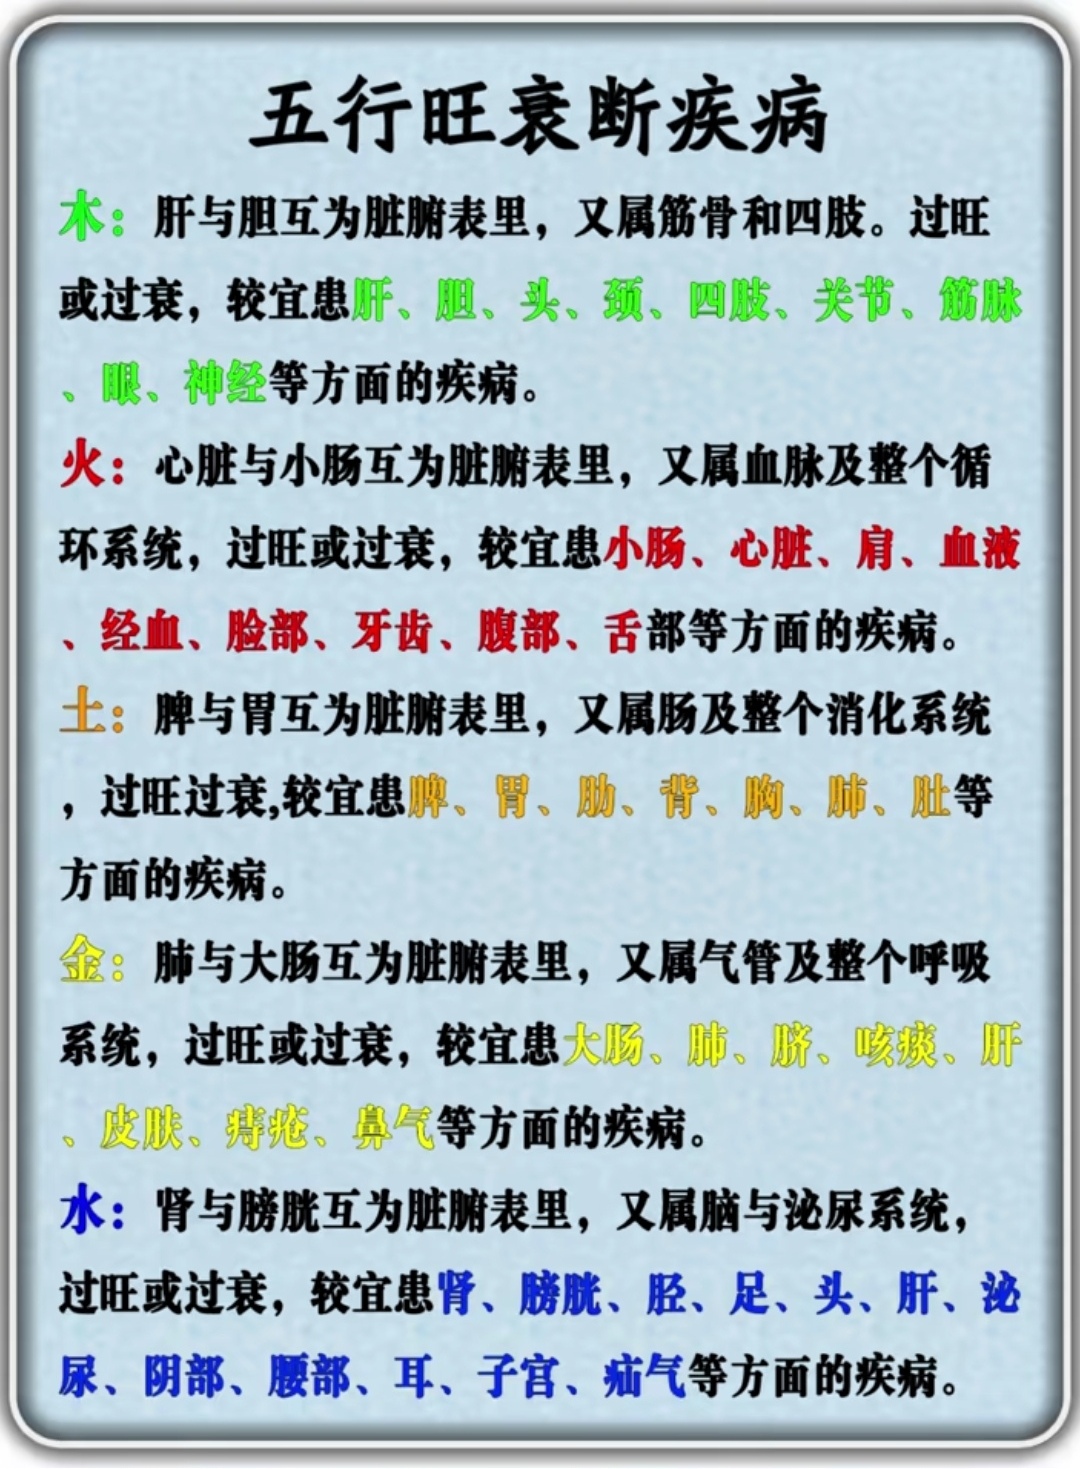 五行旺衰断疾病
木：肝与胆互为脏腑表里，又属筋骨和四肢。过旺
或过衰，较宜患肝、胆、头、颈、四肢、关节、筋脉
、眼、神经等方面的疾病。
火：心脏与小肠互为脏腑表里，又属血脉及整个循
环系统，过旺或过衰，较宜患小肠、心脏、肩、血液
、经血、脸部、牙齿、腹部、舌部等方面的疾病。
土：脾与胃互为脏腑表里，又属肠及整个消化系统
，过旺过衰,较宜患脾、胃、肋、背、胸、肺、肚等
方面的疾病。
金：肺与大肠互为脏腑表里，又属气管及整个呼吸
系统，过旺或过衰，较宜患大肠、肺、脐、咳痰、肝
、皮肤、痔疮、鼻气等方面的疾病。
水：肾与膀胱互为脏腑表里，又属脑与泌尿系统，
过旺或过衰，较宜患肾、膀胱、胫、足、头、肝、泌
尿、阴部、腰部、耳、子宫、疝气等方面的疾病。